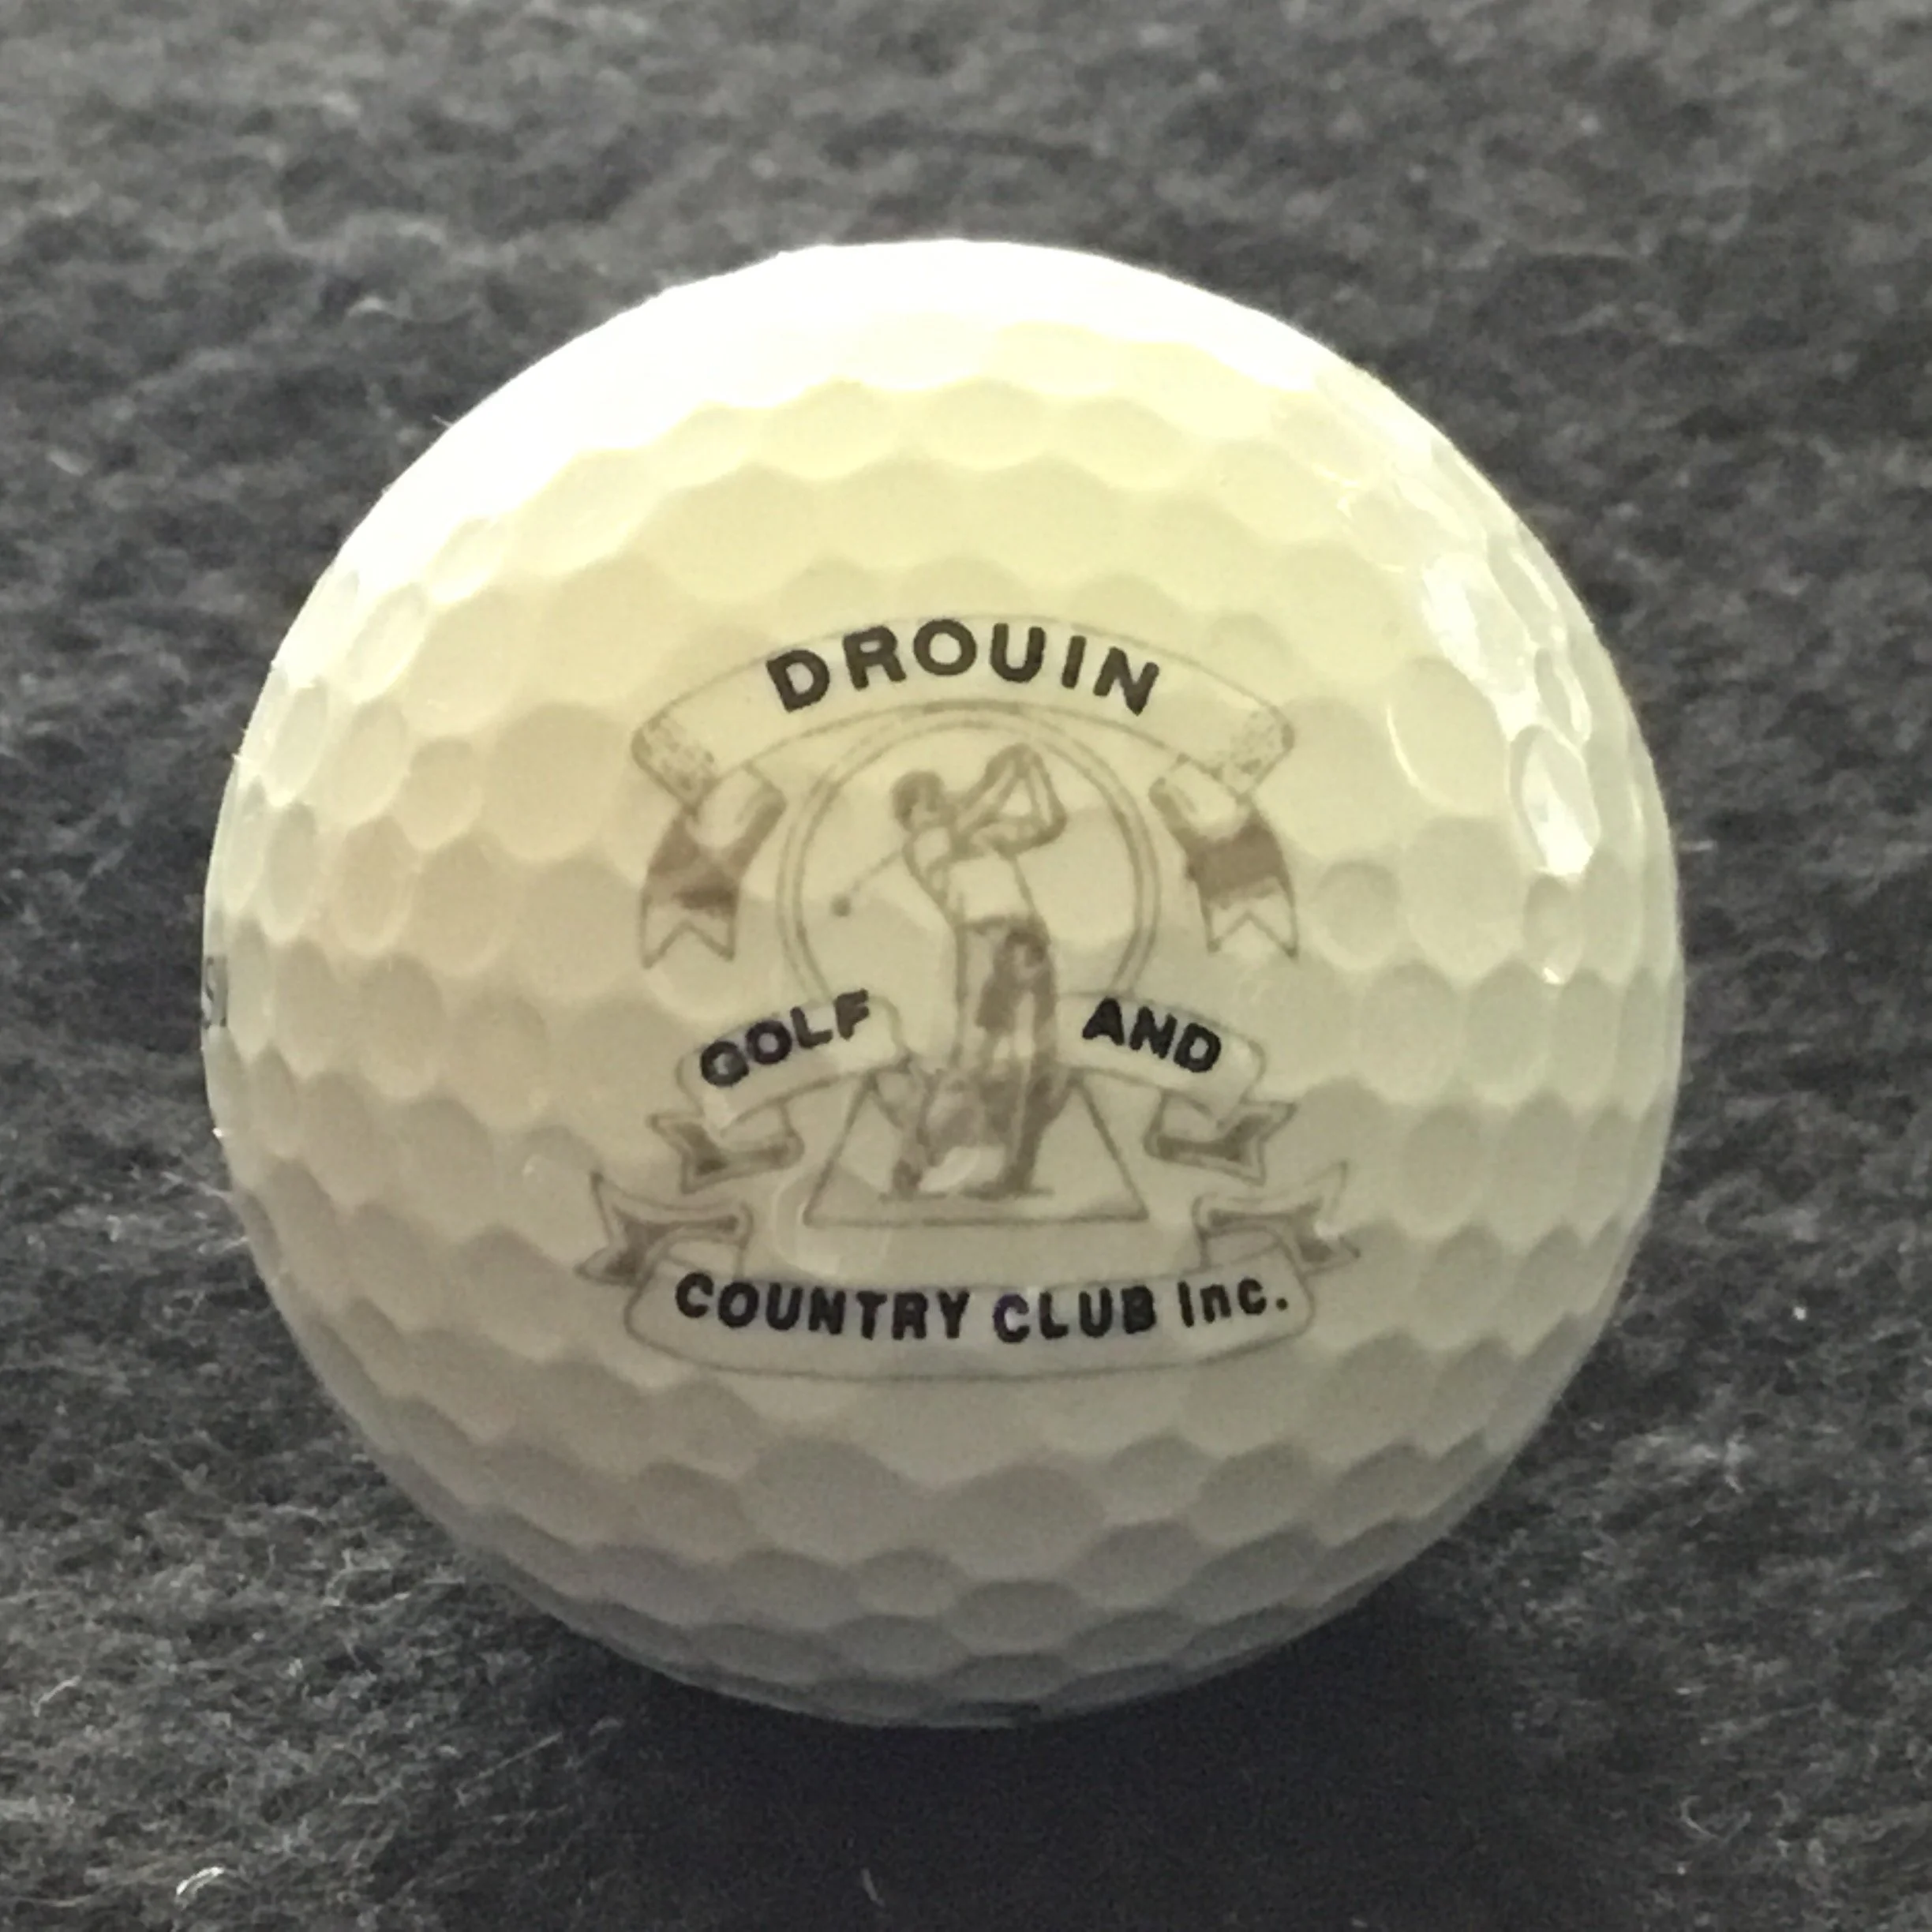 DROUIN
GOLF AND
COUNTRY CLUB Inc.